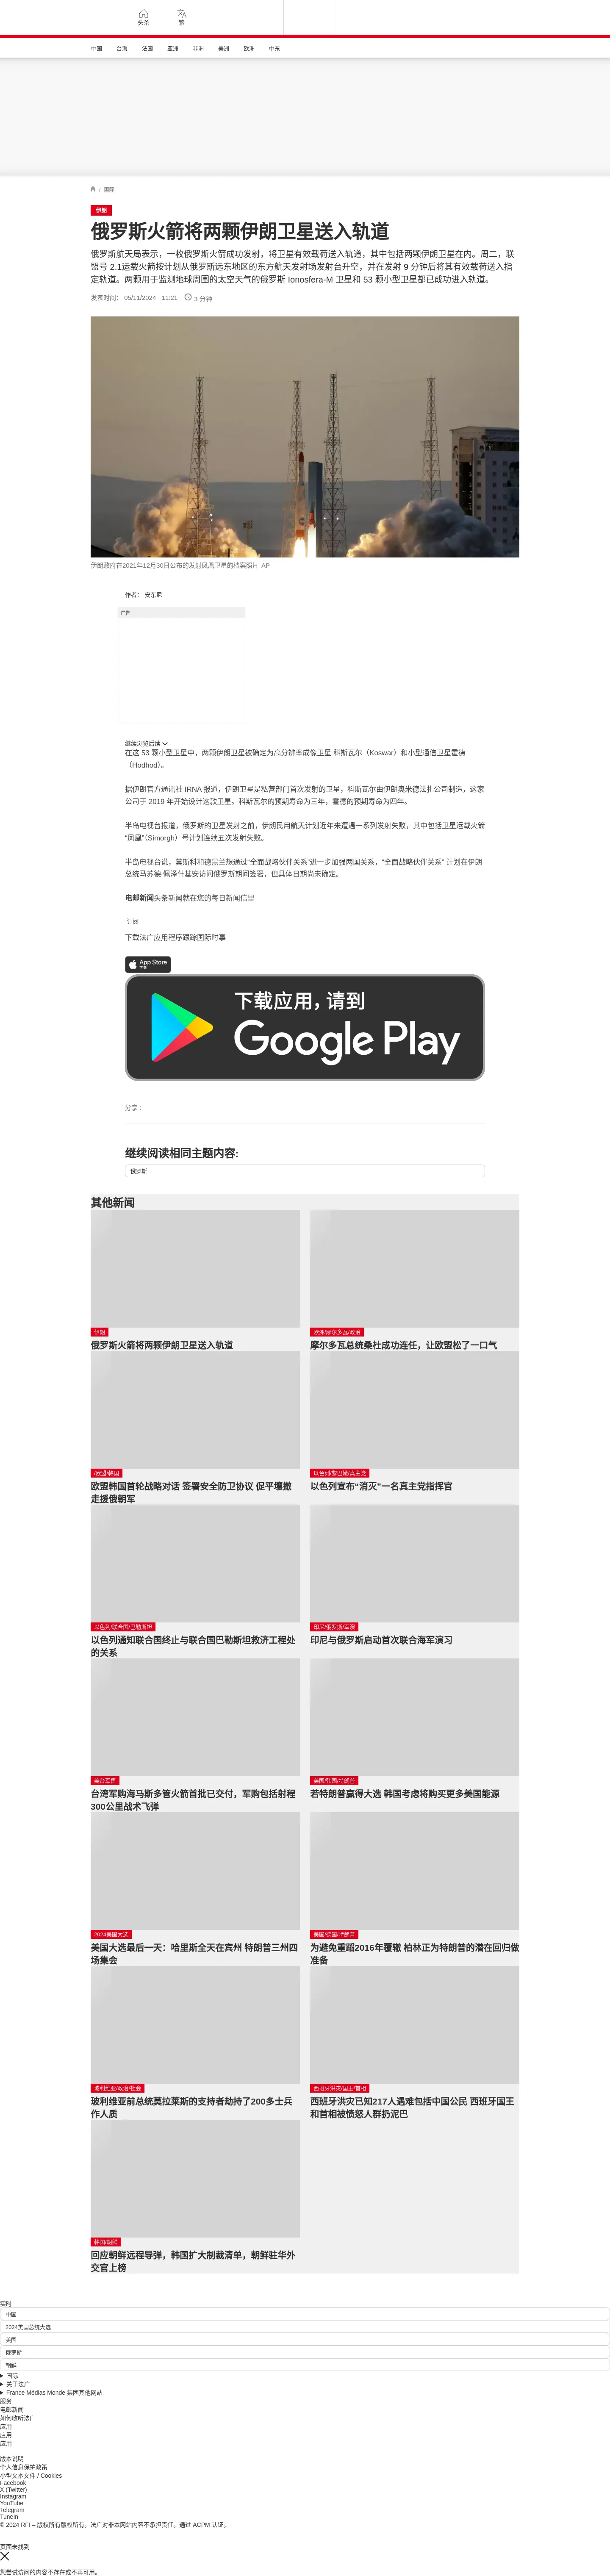 头条
繁
中国
台海
法国
亚洲
非洲
美洲
欧洲
中东
/ 国际
伊朗
俄罗斯火箭将两颗伊朗卫星送入轨道
俄罗斯航天局表示，一枚俄罗斯火箭成功发射，将卫星有效载荷送入轨道，其中包括两颗伊朗卫星在内。周二，联
盟号 2.1运载火箭按计划从俄罗斯远东地区的东方航天发射场发射台升空，并在发射 9 分钟后将其有效载荷送入指
定轨道。两颗用于监测地球周围的太空天气的俄罗斯 Ionosfera-M 卫星和 53 颗小型卫星都已成功进入轨道。
发表时间： 05/11/2024 - 11:21
3 分钟
伊朗政府在2021年12月30日公布的发射凤凰卫星的档案照片 AP
作者： 安东尼
广告
继续浏览后续
在这 53 颗小型卫星中，两颗伊朗卫星被确定为高分辨率成像卫星 科斯瓦尔（Koswar）和小型通信卫星霍德
（Hodhod）。
据伊朗官方通讯社 IRNA 报道，伊朗卫星是私营部门首次发射的卫星，科斯瓦尔由伊朗奥米德法扎公司制造，这家
公司于 2019 年开始设计这款卫星。科斯瓦尔的预期寿命为三年，霍德的预期寿命为四年。
半岛电视台报道，俄罗斯的卫星发射之前，伊朗民用航天计划近年来遭遇一系列发射失败，其中包括卫星运载火箭
“凤凰”（Simorgh）号计划连续五次发射失败。
半岛电视台说，莫斯科和德黑兰想通过“全面战略伙伴关系”进一步加强两国关系，“全面战略伙伴关系” 计划在伊朗
总统马苏德·佩泽什基安访问俄罗斯期间签署，但具体日期尚未确定。
电邮新闻头条新闻就在您的每日新闻信里
订阅
下载法广应用程序跟踪国际时事
App Store
下载
下载应用，请到
Google Play
分享 :
继续阅读相同主题内容:
俄罗斯
其他新闻
伊朗
俄罗斯火箭将两颗伊朗卫星送入轨道
欧洲/摩尔多瓦/政治
摩尔多瓦总统桑杜成功连任，让欧盟松了一口气
/欧盟/韩国
欧盟韩国首轮战略对话 签署安全防卫协议 促平壤撤
走援俄朝军
以色列/黎巴嫩/真主党
以色列宣布“消灭”一名真主党指挥官
以色列/联合国/巴勒斯坦
以色列通知联合国终止与联合国巴勒斯坦救济工程处
的关系
印尼/俄罗斯/军演
印尼与俄罗斯启动首次联合海军演习
美台军售
台湾军购海马斯多管火箭首批已交付，军购包括射程
300公里战术飞弹
美国/韩国/特朗普
若特朗普赢得大选 韩国考虑将购买更多美国能源
2024美国大选
美国大选最后一天：哈里斯全天在宾州 特朗普三州四
场集会
美国/德国/特朗普
为避免重蹈2016年覆辙 柏林正为特朗普的潜在回归做
准备
玻利维亚/政治/社会
玻利维亚前总统莫拉莱斯的支持者劫持了200多士兵
作人质
西班牙洪灾/国王/首相
西班牙洪灾已知217人遇难包括中国公民 西班牙国王
和首相被愤怒人群扔泥巴
韩国/朝鲜
回应朝鲜远程导弹，韩国扩大制裁清单，朝鲜驻华外
交官上榜
实时
中国
2024美国总统大选
美国
俄罗斯
朝鲜
国际
关于法广
France Médias Monde 集团其他网站
服务
电邮新闻
如何收听法广
应用
应用
应用
版本说明
个人信息保护政策
小型文本文件 / Cookies
Facebook
X (Twitter)
Instagram
YouTube
Telegram
TuneIn
© 2024 RFI – 版权所有版权所有。法广对非本网站内容不承担责任。通过 ACPM 认证。
页面未找到
您尝试访问的内容不存在或不再可用。